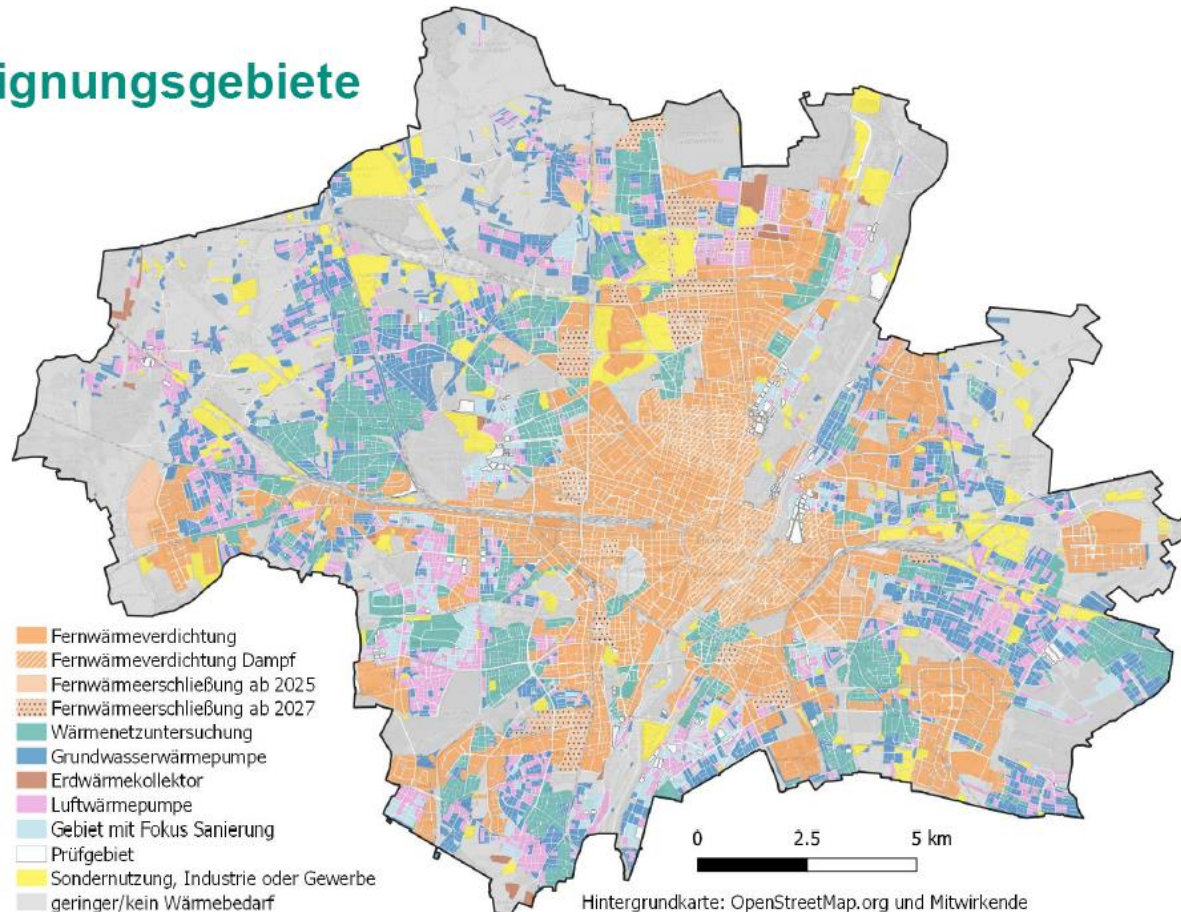 ignungsgebiete
Fernwärmeverdichtung
Fernwärmeverdichtung Dampf
Fernwärmeerschließung ab 2025
Fernwärmeerschließung ab 2027
Wärmenetzuntersuchung
Grundwasserwärmepumpe
Erdwärmekollektor
Luftwärmepumpe
Gebiet mit Fokus Sanierung
Prüfgebiet
Sondernutzung, Industrie oder Gewerbe
geringer/kein Wärmebedarf
0 2.5 5 km
Hintergrundkarte: OpenStreetMap.org und Mitwirkende